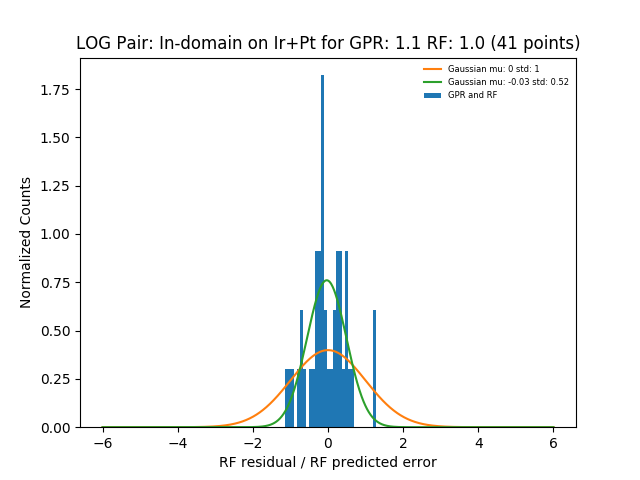 LOG Pair: In-domain on Ir+Pt for GPR: 1.1 RF: 1.0 (41 points)
Gaussian mu: 0 std: 1
Gaussian mu: -0.03 std: 0.52
GPR and RF
Normalized Counts
1.75
1.50
1.25
1.00
0.75
0.50
0.25
0.00
−6
−4
−2
0
2
4
6
RF residual / RF predicted error